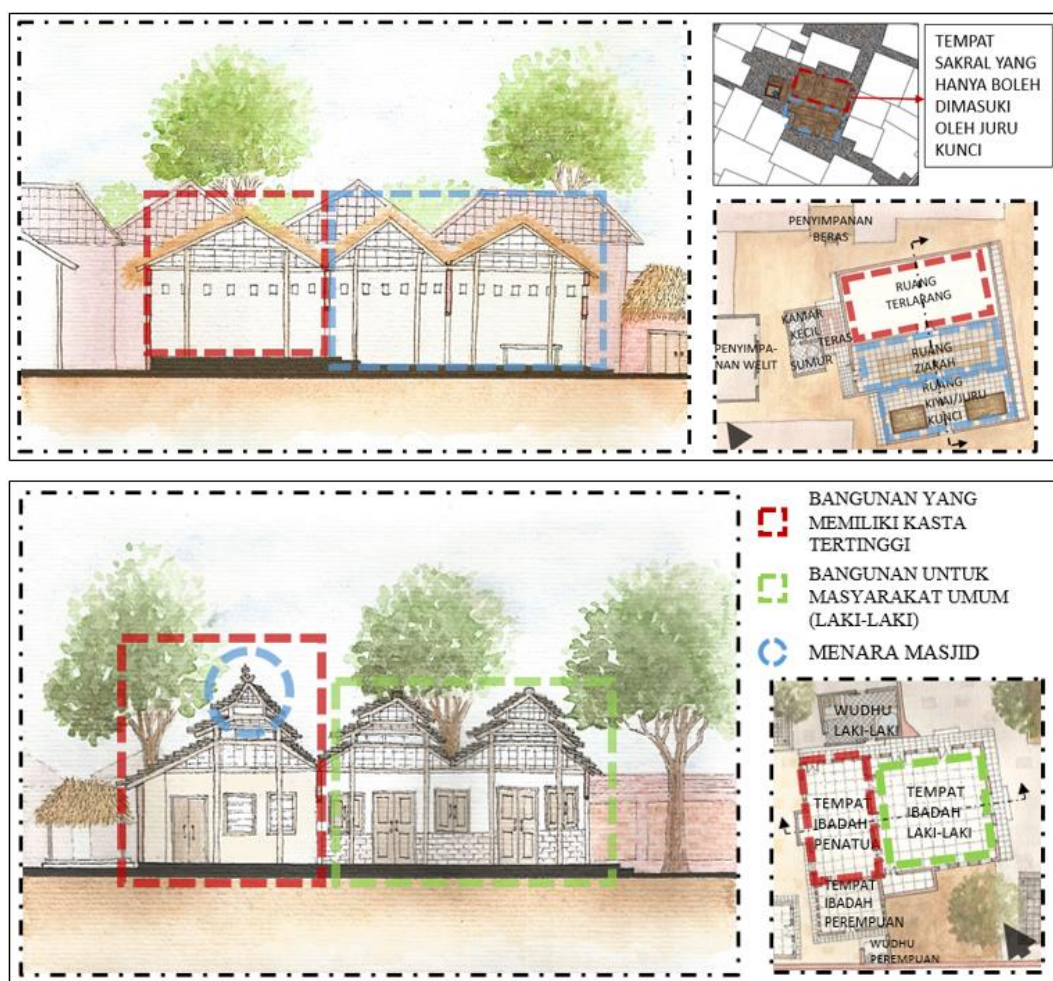 TEMPAT
SAKRAL YANG
HANYA BOLEH
DIMASUKI
OLEH JURU
KUNCI
PENYIMPANAN
BERAS
RUANG
TERLARANG
KAMAR
KECIL
TERAS
SUMUR
PENYIMPA-
NAN WELIT
RUANG
ZIARAH
RUANG
KIYAI/JURU
KUNCI
BANGUNAN YANG
MEMILIKI KASTA
TERTINGGI
BANGUNAN UNTUK
MASYARAKAT UMUM
(LAKI-LAKI)
MENARA MASJID
WUDHU
LAKI-LAKI
TEMPAT
IBADAH
PENATUA
TEMPAT
IBADAH
LAKI-LAKI
TEMPAT
IBADAH
PEREMPUAN
WUDHU
PEREMPUAN